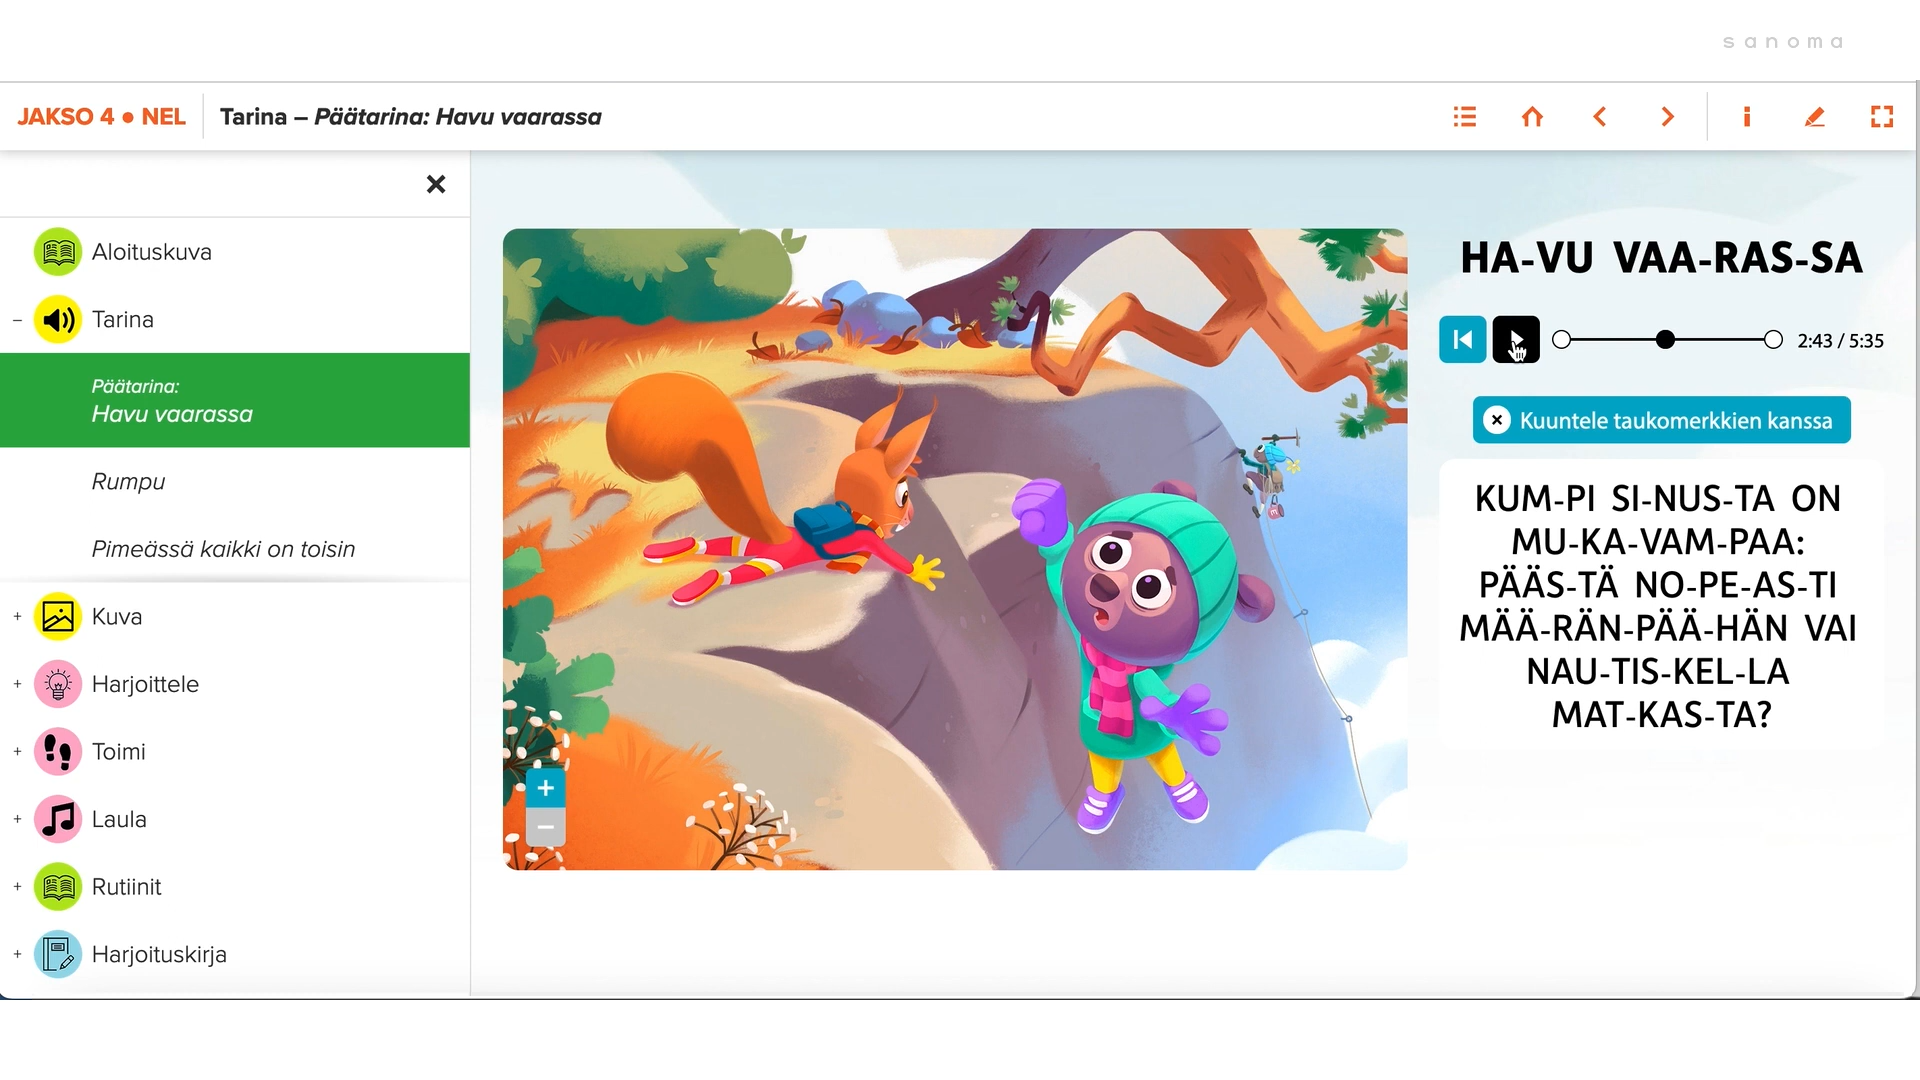 sanoma
JAKSO 4 • NEL
Tarina – Päätarina: Havu vaarassa
Aloituskuva
Tarina
Päätarina:
Havu vaarassa
Rumpu
Pimeässä kaikki on toisin
Kuva
Harjoittele
Toimi
Laula
Rutiinit
Harjoituskirja
HA-VU VAA-RAS-SA
2:43 / 5:35
Kuuntele taukomerkkien kanssa
KUM-PI SI-NUS-TA ON
MU-KA-VAM-PAA:
PÄÄS-TÄ NO-PE-AS-TI
MÄÄ-RÄN-PÄÄ-HÄN VAI
NAU-TIS-KEL-LA
MAT-KAS-TA?